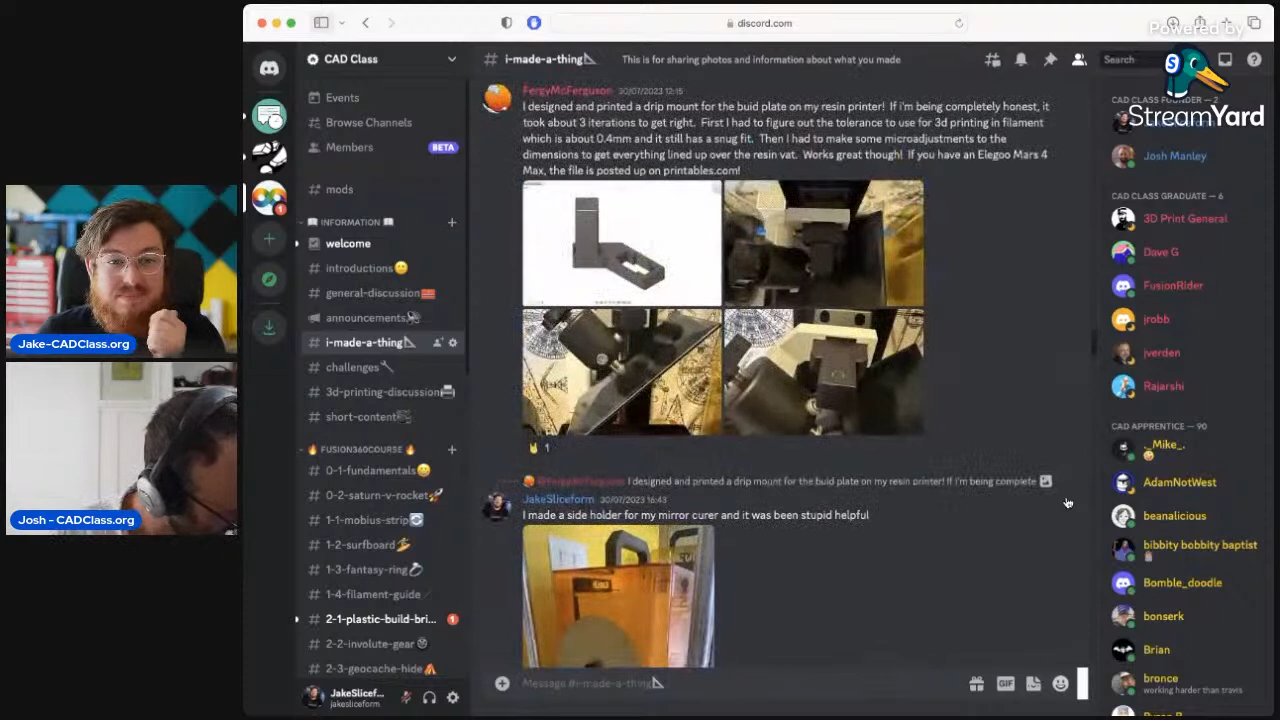 discord.com
Powered by
StreamYard
CAD Class
Events
Browse Channels
Members
BETA
mods
INFORMATION
welcome
introductions
general-discussion
announcements
i-made-a-thing
challenges
3d-printing-discussion
short-content
FUSION360COURSE
0-1-fundamentals
0-2-saturn-v-rocket
1-1-mobius-strip
1-2-surfboard
1-3-fantasy-ring
1-4-filament-guide
2-1-plastic-build-bri...
1
2-2-involute-gear
2-3-geocache-hide
JakeSlicef...
jakesliceform
i-made-a-thing
This is for sharing photos and information about what you made
Search
FergyMcFerguson 30/07/2023 12:15
I designed and printed a drip mount for the buid plate on my resin printer! If i'm being completely honest, it
took about 3 iterations to get right. First I had to figure out the tolerance to use for 3d printing in filament
which is about 0.4mm and it still has a snug fit. Then I had to make some microadjustments to the
dimensions to get everything lined up over the resin vat. Works great though! If you have an Elegoo Mars 4
Max, the file is posted up on printables.com!
1
@FergyMcFerguson I designed and printed a drip mount for the buid plate on my resin printer! If i'm being complete
JakeSliceform 30/07/2023 16:43
I made a side holder for my mirror curer and it was been stupid helpful
Message #i-made-a-thing
GIF
CAD CLASS FOUNDER — 2
Josh Manley
CAD CLASS GRADUATE — 6
3D Print General
Dave G
FusionRider
jrobb
jverden
Rajarshi
CAD APPRENTICE — 90
._Mike_.
AdamNotWest
beanalicious
bibbity bobbity baptist
Bomble_doodle
bonserk
Brian
bronce
working harder than travis
Jake-CADClass.org
Josh - CADClass.org